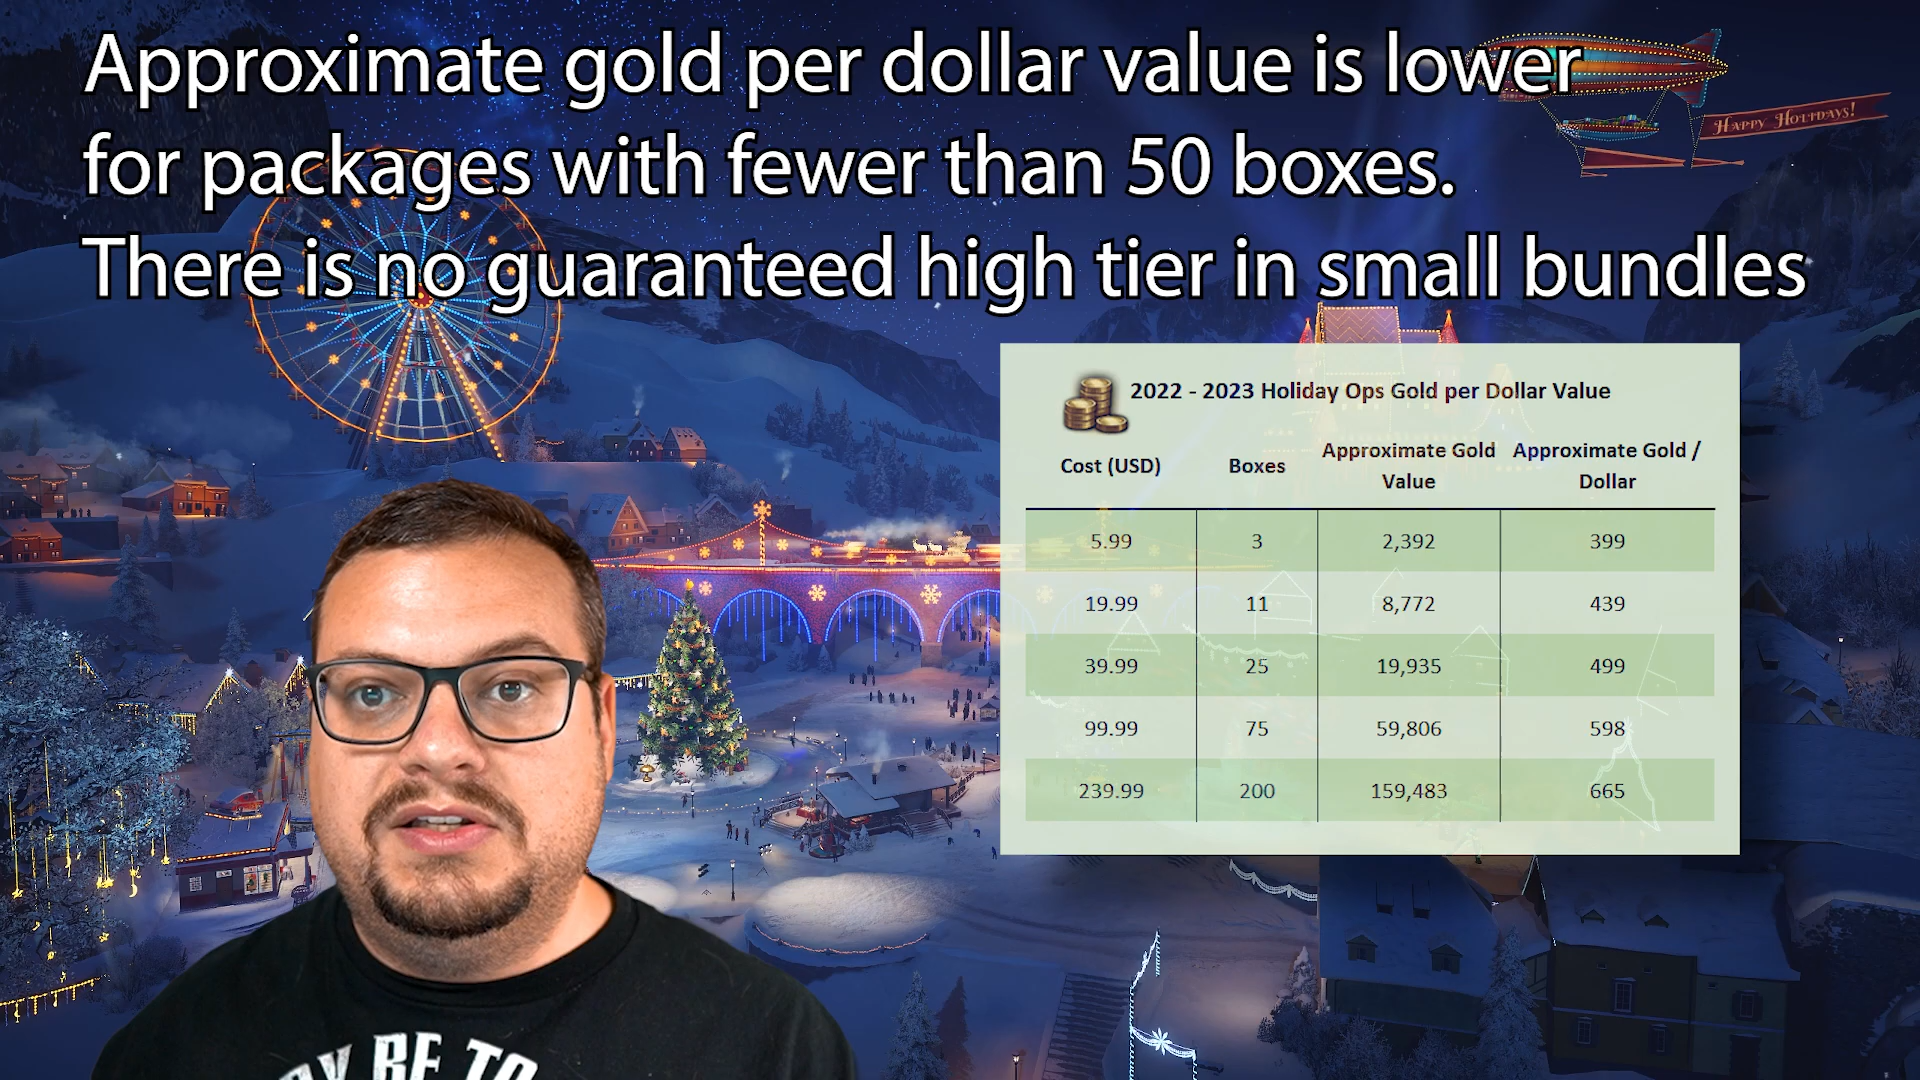 Approximate gold per dollar value is lower
for packages with fewer than 50 boxes.
There is no guaranteed high tier in small bundles
HAPPY HOLIDAYS!
2022 - 2023 Holiday Ops Gold per Dollar Value
Cost (USD) Boxes Approximate Gold Value Approximate Gold / Dollar
5.99 3 2,392 399
19.99 11 8,772 439
39.99 25 19,935 499
99.99 75 59,806 598
239.99 200 159,483 665
BE TO